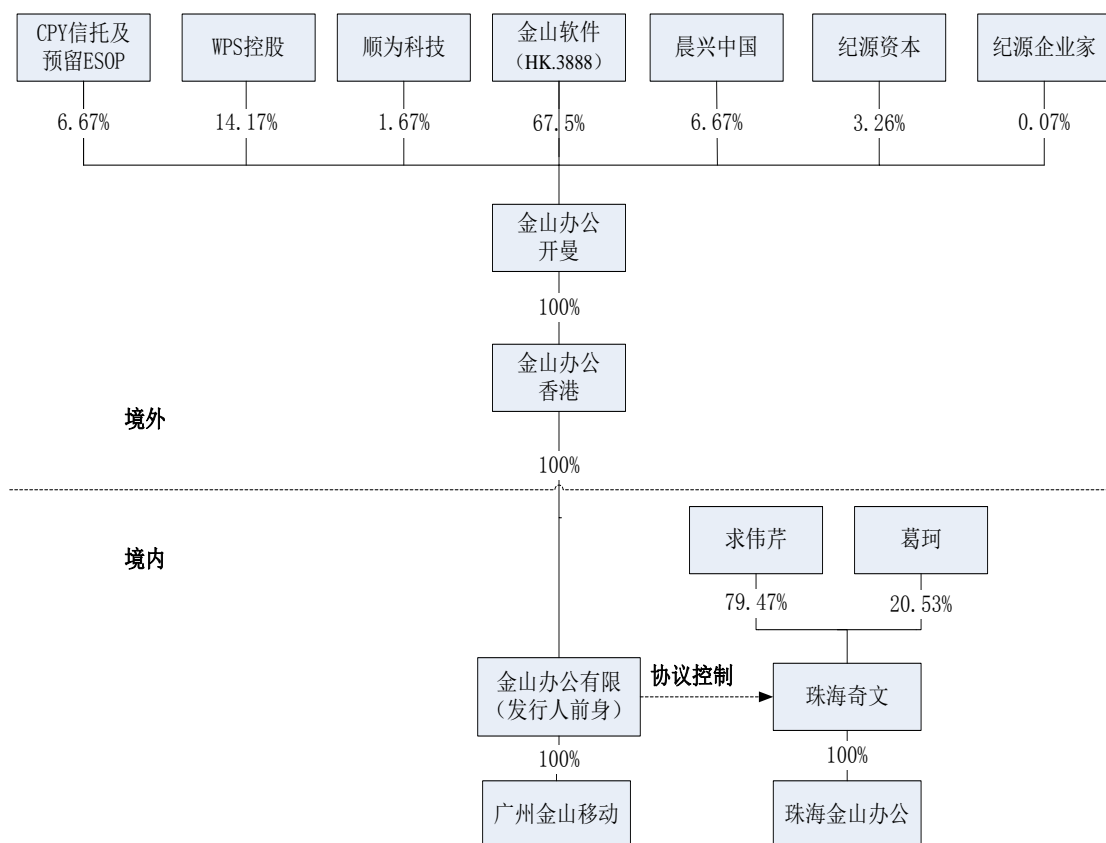 CPY信托及
预留ESOP
WPS控股
顺为科技
金山软件
（HK.3888）
晨兴中国
纪源资本
纪源企业家
6.67%
14.17%
1.67%
67.5%
6.67%
3.26%
0.07%
金山办公
开曼
100%
金山办公
香港
境外
100%
境内
求伟芹
葛珂
79.47%
20.53%
金山办公有限
（发行人前身）
协议控制
珠海奇文
100%
100%
广州金山移动
珠海金山办公